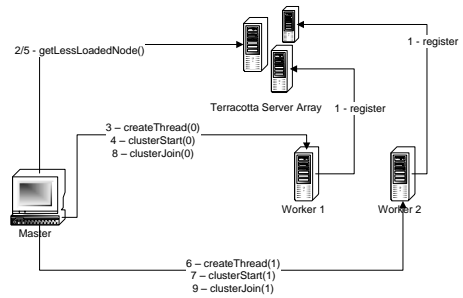 1 - register
2/5 - getLessLoadedNode()
Terracotta Server Array
1 - register
3 – createThread(0)
4 – clusterStart(0)
8 – clusterJoin(0)
Worker 1
Worker 2
Master
6 – createThread(1)
7 – clusterStart(1)
9 – clusterJoin(1)